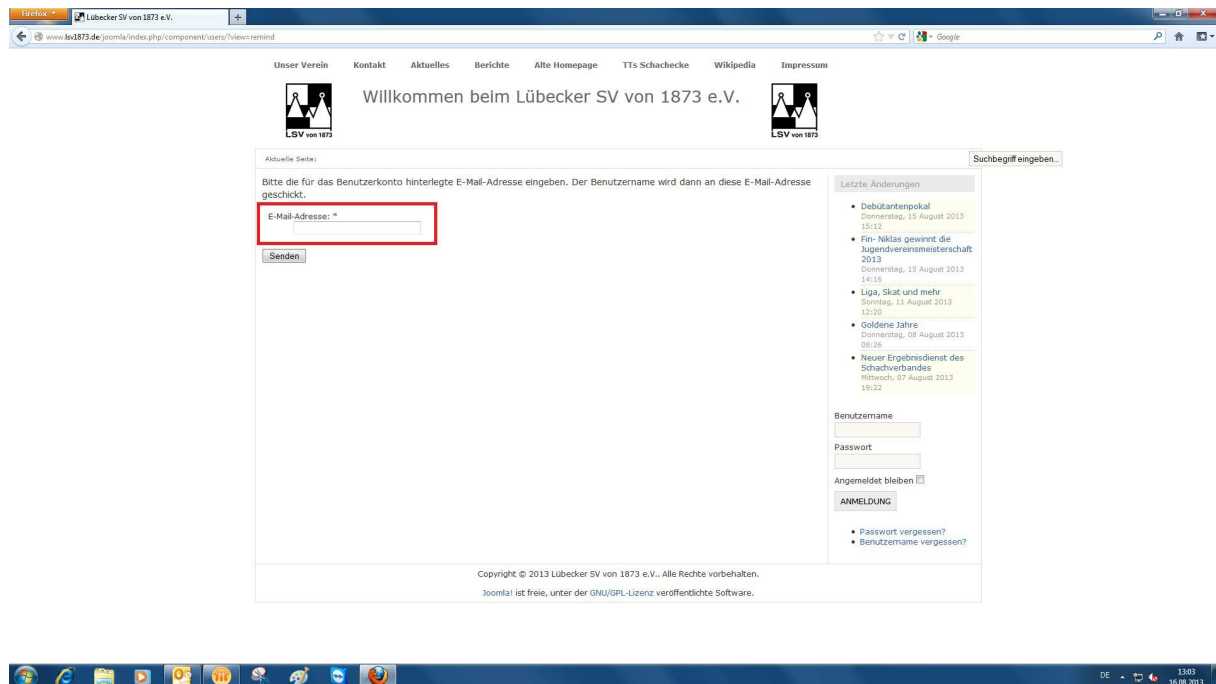 Firefox
Lübecker SV von 1873 e.V.
www.lsv1873.de/joomla/index.php/component/users/?view=remind
Google
Unser Verein Kontakt Aktuelles Berichte Alte Homepage TTs Schachecke Wikipedia Impressum
Willkommen beim Lübecker SV von 1873 e.V.
LSV von 1873
LSV von 1873
Aktuelle Seite:
Suchbegriff eingeben...
Bitte die für das Benutzerkonto hinterlegte E-Mail-Adresse eingeben. Der Benutzername wird dann an diese E-Mail-Adresse
geschickt.
E-Mail-Adresse: *
Senden
Letzte Änderungen
Debütantenpokal
Donnerstag, 15 August 2013
15:12
Fin- Niklas gewinnt die
Jugendvereinsmeisterschaft
2013
Donnerstag, 15 August 2013
14:16
Liga, Skat und mehr
Sonntag, 11 August 2013
12:20
Goldene Jahre
Donnerstag, 08 August 2013
08:26
Neuer Ergebnisdienst des
Schachverbandes
Mittwoch, 07 August 2013
19:22
Benutzername
Passwort
Angemeldet bleiben
ANMELDUNG
Passwort vergessen?
Benutzername vergessen?
Copyright © 2013 Lübecker SV von 1873 e.V.. Alle Rechte vorbehalten.
Joomla! ist freie, unter der GNU/GPL-Lizenz veröffentlichte Software.
DE
13:03
16.08.2013